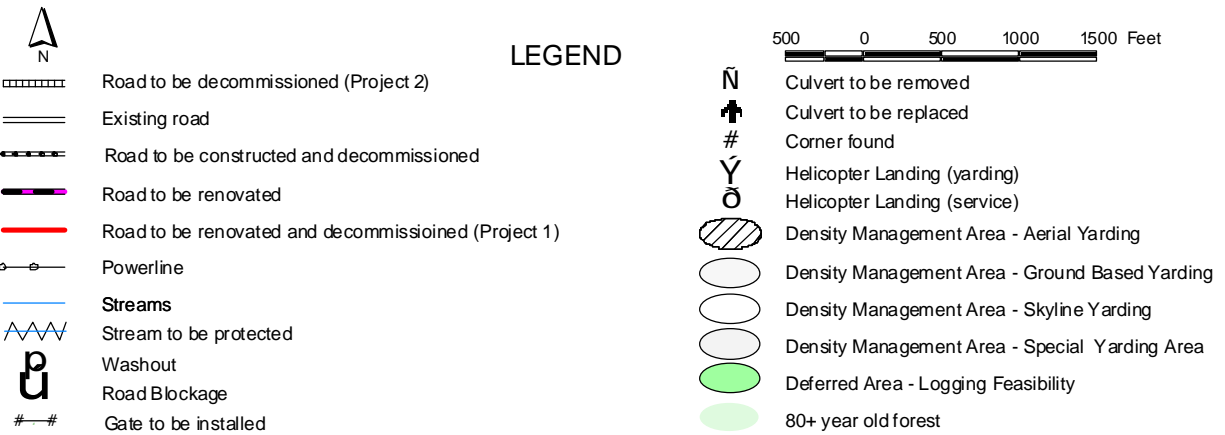 N
LEGEND
Road to be decommissioned (Project 2)
Existing road
Road to be constructed and decommissioned
Road to be renovated
Road to be renovated and decommissioined (Project 1)
Powerline
Streams
Stream to be protected
p Washout
u Road Blockage
# # Gate to be installed
500 0 500 1000 1500 Feet
Ñ Culvert to be removed
Culvert to be replaced
# Corner found
Ý Helicopter Landing (yarding)
ð Helicopter Landing (service)
Density Management Area - Aerial Yarding
Density Management Area - Ground Based Yarding
Density Management Area - Skyline Yarding
Density Management Area - Special Yarding Area
Deferred Area - Logging Feasibility
80+ year old forest